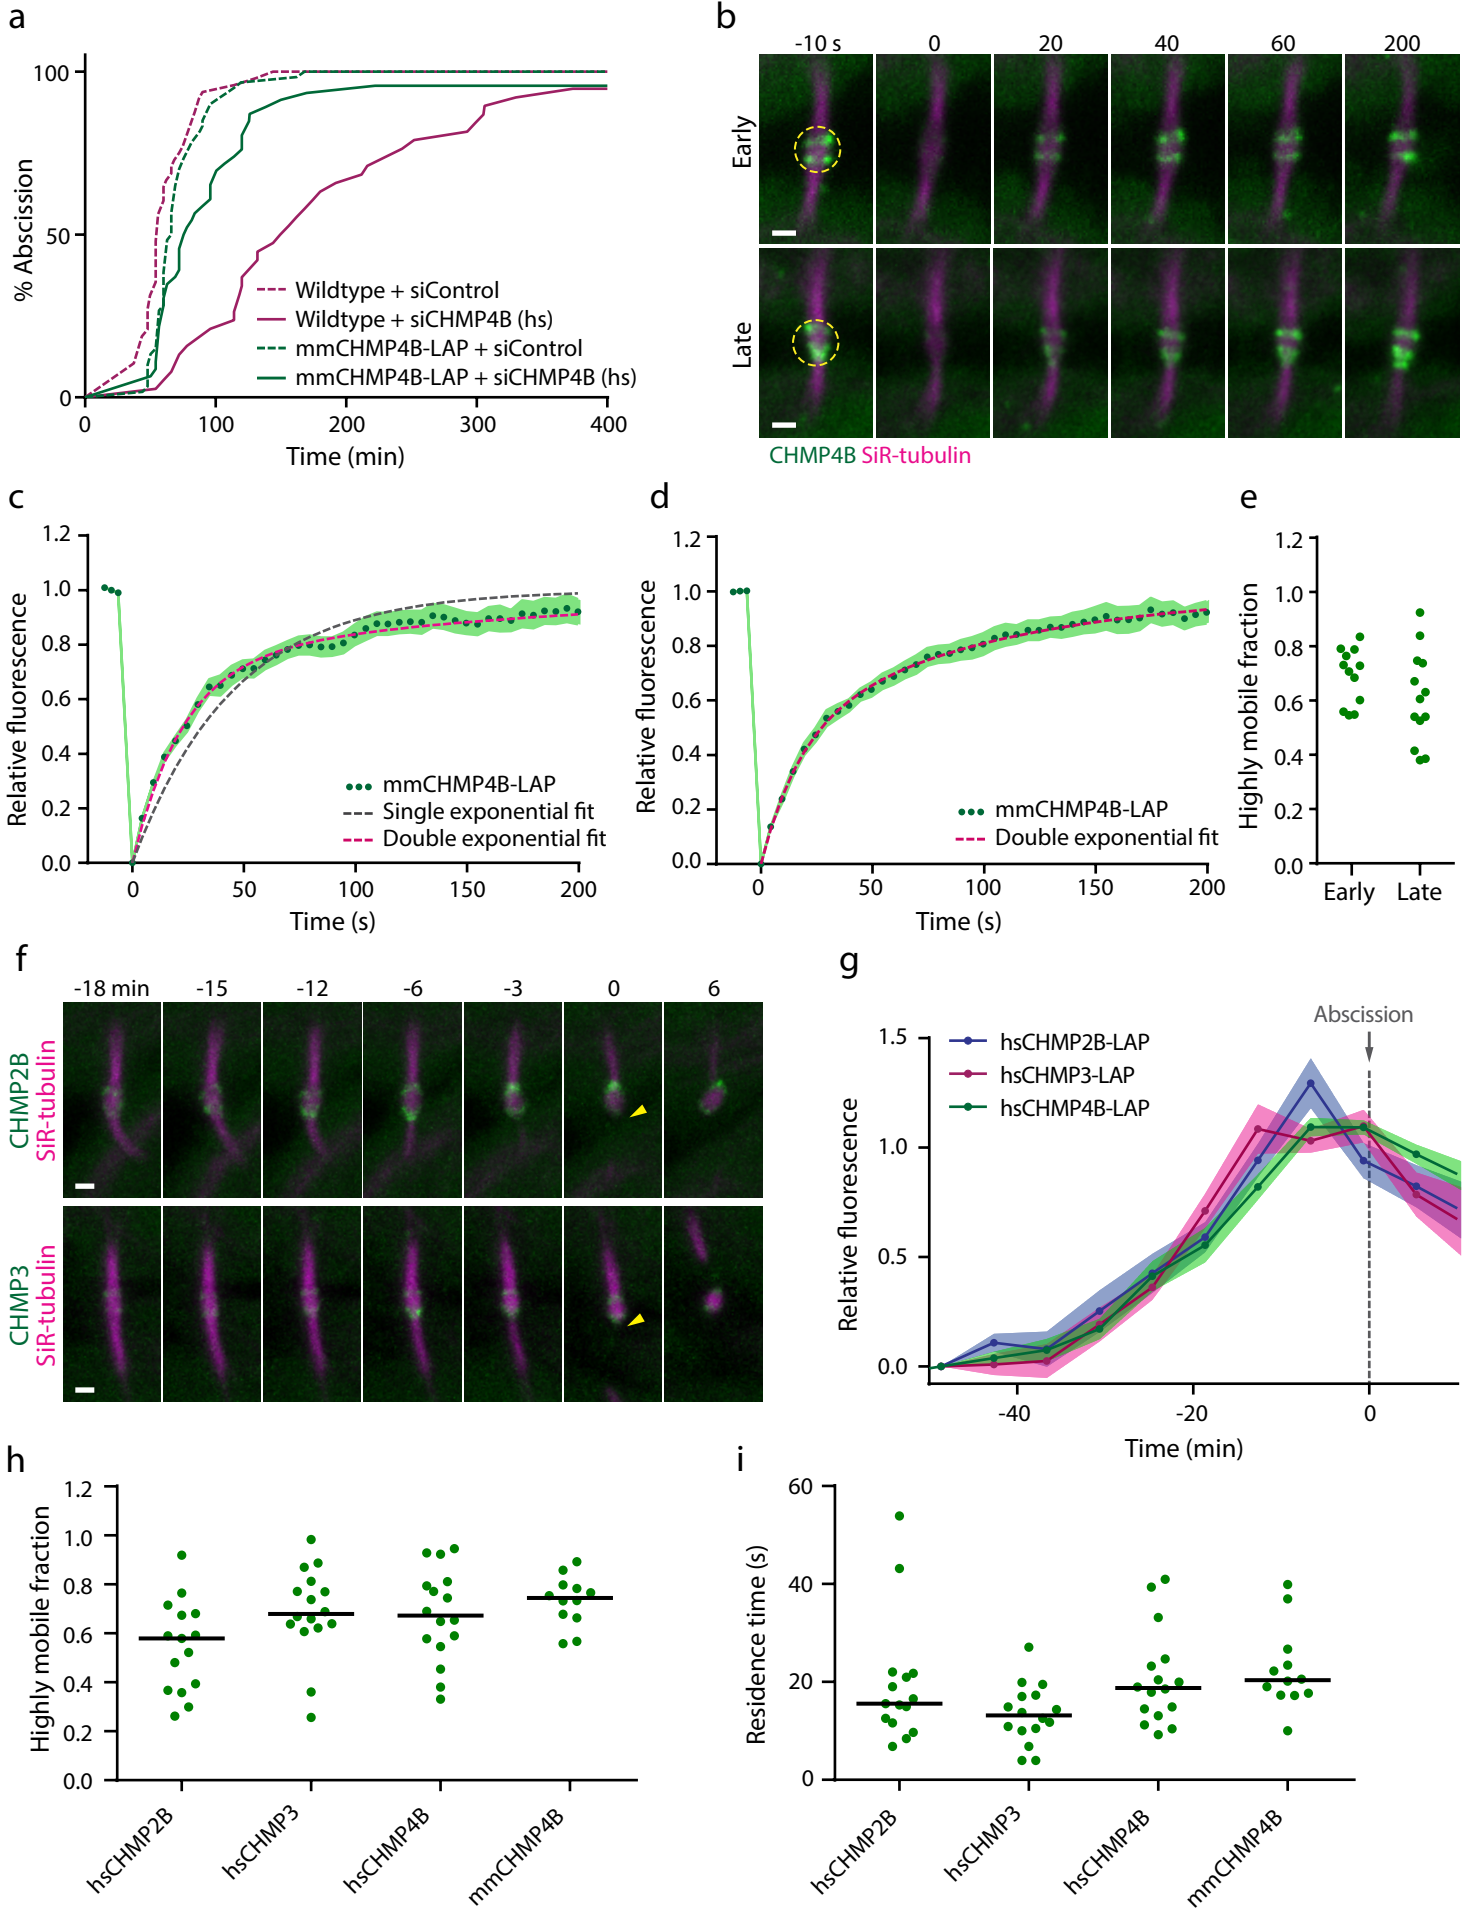 a
% Abscission
100
50
0
0 100 200 300 400
Time (min)
Wildtype + siControl
Wildtype + siCHMP4B (hs)
mmCHMP4B-LAP + siControl
mmCHMP4B-LAP + siCHMP4B (hs)
b
-10 s 0 20 40 60 200
Early
Late
CHMP4B SiR-tubulin
c
Relative fluorescence
1.2
1.0
0.8
0.6
0.4
0.2
0.0
0 50 100 150 200
Time (s)
mmCHMP4B-LAP
Single exponential fit
Double exponential fit
d
Relative fluorescence
1.2
1.0
0.8
0.6
0.4
0.2
0.0
0 50 100 150 200
Time (s)
mmCHMP4B-LAP
Double exponential fit
e
Highly mobile fraction
1.2
1.0
0.8
0.6
0.4
0.2
0.0
Early Late
f
-18 min -15 -12 -6 -3 0 6
CHMP2B
SiR-tubulin
CHMP3
SiR-tubulin
g
Abscission
Relative fluorescence
1.5
1.0
0.5
0.0
-40 -20 0
Time (min)
hsCHMP2B-LAP
hsCHMP3-LAP
hsCHMP4B-LAP
h
Highly mobile fraction
1.2
1.0
0.8
0.6
0.4
0.2
0.0
hsCHMP2B
hsCHMP3
hsCHMP4B
mmCHMP4B
i
Residence time (s)
60
40
20
0
hsCHMP2B
hsCHMP3
hsCHMP4B
mmCHMP4B